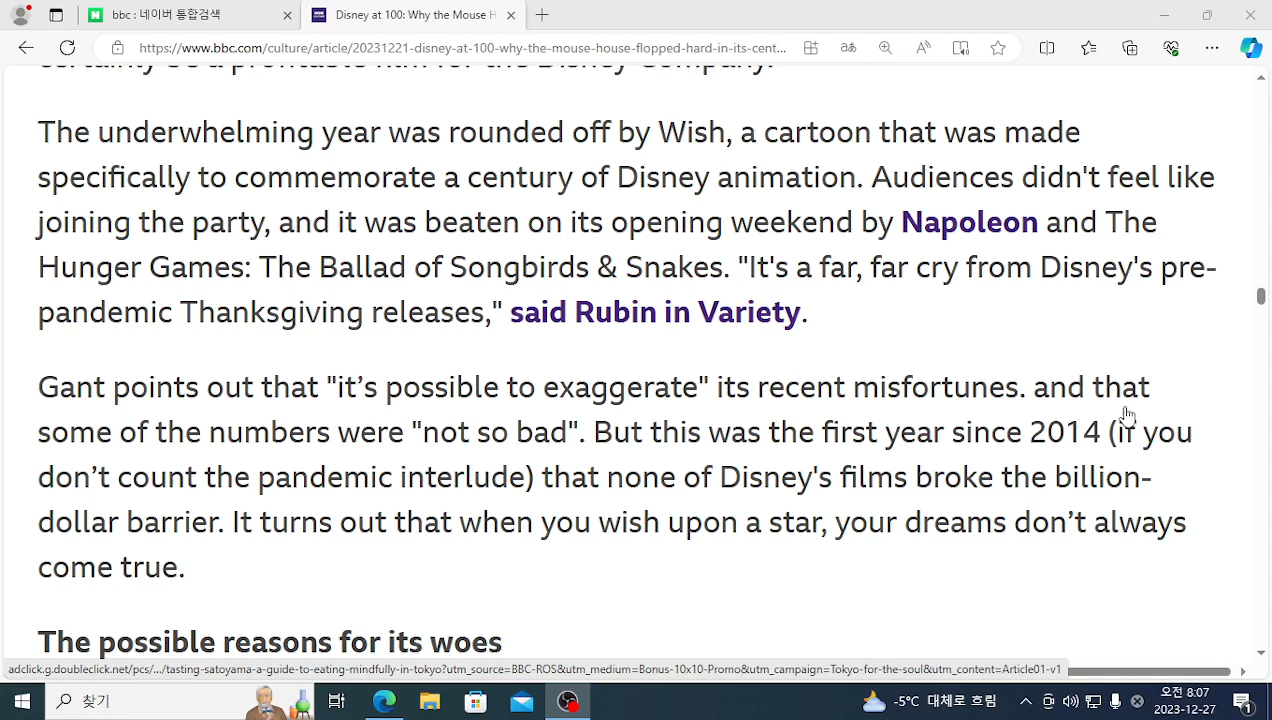 bbc : 네이버 통합검색
Disney at 100: Why the Mouse H
https://www.bbc.com/culture/article/20231221-disney-at-100-why-the-mouse-house-flopped-hard-in-its-cent...
certainly be a profitable film for the Disney Company.
The underwhelming year was rounded off by Wish, a cartoon that was made
specifically to commemorate a century of Disney animation. Audiences didn't feel like
joining the party, and it was beaten on its opening weekend by Napoleon and The
Hunger Games: The Ballad of Songbirds & Snakes. "It's a far, far cry from Disney's pre-
pandemic Thanksgiving releases," said Rubin in Variety.
Gant points out that "it’s possible to exaggerate" its recent misfortunes. and that
some of the numbers were "not so bad". But this was the first year since 2014 (if you
don’t count the pandemic interlude) that none of Disney's films broke the billion-
dollar barrier. It turns out that when you wish upon a star, your dreams don’t always
come true.
The possible reasons for its woes
adclick.g.doubleclick.net/pcs/.../tasting-satoyama-a-guide-to-eating-mindfully-in-tokyo?utm_source=BBC-ROS&utm_medium=Bonus-10x10-Promo&utm_campaign=Tokyo-for-the-soul&utm_content=Article01-v1
찾기
-5°C 대체로 흐림
오전 8:07
2023-12-27
1